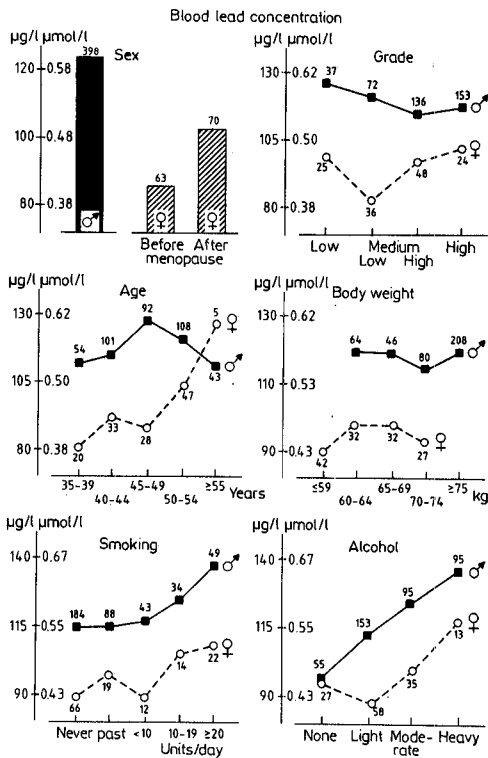 Blood lead concentration
µg/l µmol/l
Sex
398
120 0.58
100 0.48
80 0.38
♂
63
♀
70
♀
Before After
menopause
µg/l µmol/l
Grade
130 0.62
105 0.50
80 0.38
37 72 136 153 ♂
25 36 48 24 ♀
Low Medium High
Low High
µg/l µmol/l
Age
130 0.62
105 0.50
80 0.38
54 101 92 108 43 ♂
20 33 28 47 5 ♀
35-39 45-49 ≥55 Years
40-44 50-54
µg/l µmol/l
Body weight
150 0.62
120 0.53
90 0.43
64 46 80 208 ♂
42 32 32 27 ♀
≤59 65-69 ≥75 kg
60-64 70-74
µg/l µmol/l
Smoking
140 0.67
115 0.55
90 0.43
184 88 43 34 49 ♂
66 19 12 14 22 ♀
Never past <10 10-19 ≥20
Units/day
µg/l µmol/l
Alcohol
140 0.67
115 0.55
90 0.43
55 153 95 95 ♂
27 58 35 13 ♀
None Light Mode- Heavy
rate